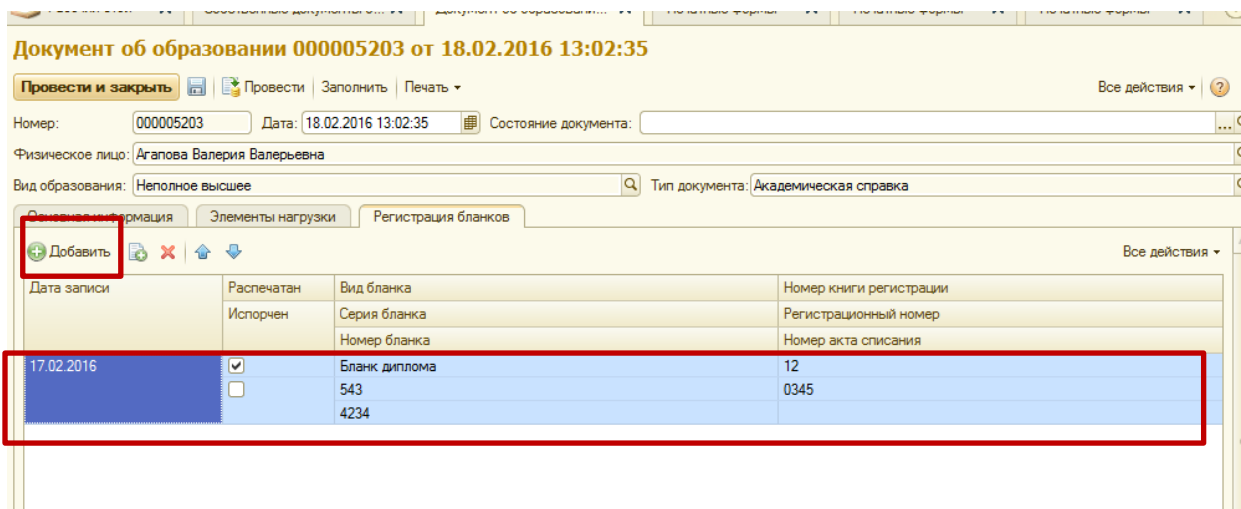 Документ об образовании 000005203 от 18.02.2016 13:02:35
Провести и закрыть Провести Заполнить Печать Все действия
Номер: 000005203 Дата: 18.02.2016 13:02:35 Состояние документа: ...
Физическое лицо: Агапова Валерия Валерьевна
Вид образования: Неполное высшее Тип документа: Академическая справка
Основная информация Элементы нагрузки Регистрация бланков
Добавить Все действия
Дата записи Распечатан Вид бланка Номер книги регистрации
Испорчен Серия бланка Регистрационный номер
Номер бланка Номер акта списания
17.02.2016 Бланк диплома 12
543 0345
4234